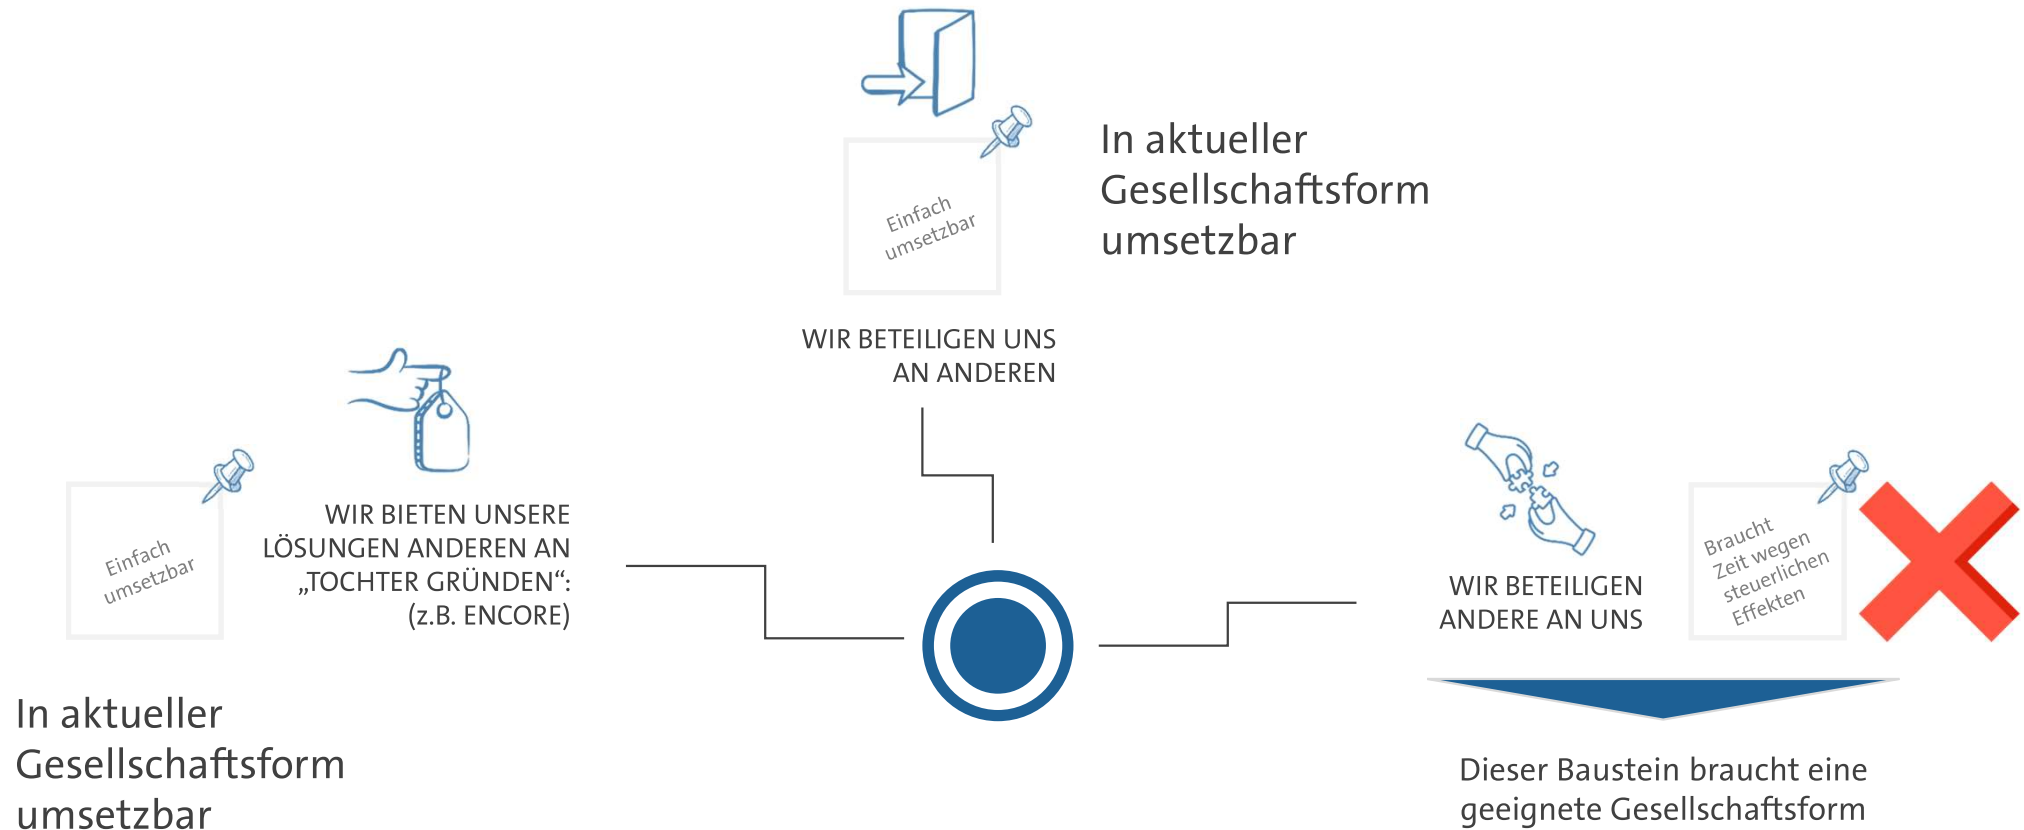 In aktueller
Gesellschaftsform
umsetzbar
Einfach
umsetzbar
WIR BETEILIGEN UNS
AN ANDEREN
WIR BIETEN UNSERE
LÖSUNGEN ANDEREN AN
„TOCHTER GRÜNDEN“:
(z.B. ENCORE)
Einfach
umsetzbar
In aktueller
Gesellschaftsform
umsetzbar
WIR BETEILIGEN
ANDERE AN UNS
Braucht
Zeit wegen
steuerlichen
Effekten
Dieser Baustein braucht eine
geeignete Gesellschaftsform